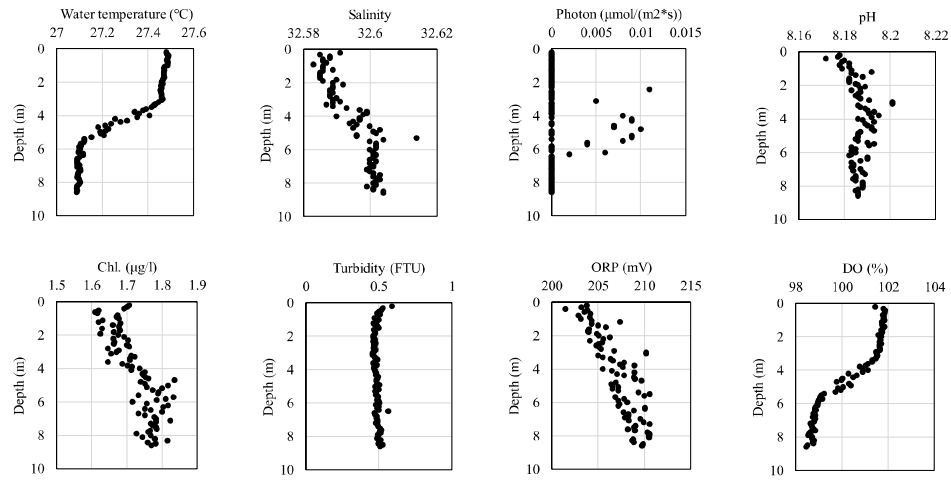 Water temperature (°C)
27 27.2 27.4 27.6
0
2
4
6
8
10
Depth (m)
Salinity
32.58 32.6 32.62
0
2
4
6
8
10
Depth (m)
Photon (μmol/(m2*s))
0 0.005 0.01 0.015
0
2
4
6
8
10
Depth (m)
pH
8.16 8.18 8.2 8.22
0
2
4
6
8
10
Depth (m)
Chl. (μg/l)
1.5 1.6 1.7 1.8 1.9
0
2
4
6
8
10
Depth (m)
Turbidity (FTU)
0 0.5 1
0
2
4
6
8
10
Depth (m)
ORP (mV)
200 205 210 215
0
2
4
6
8
10
Depth (m)
DO (%)
98 100 102 104
0
2
4
6
8
10
Depth (m)